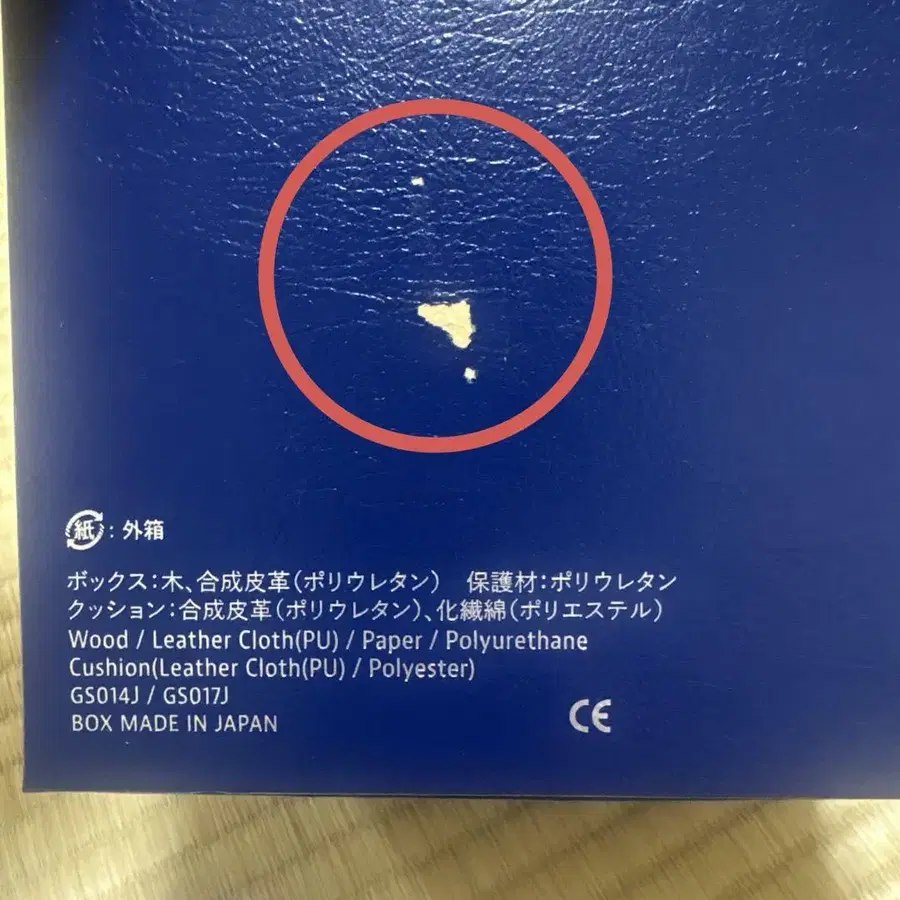 紙：外箱
ボックス：木、合成皮革（ポリウレタン） 保護材：ポリウレタン
クッション：合成皮革（ポリウレタン）、化繊綿（ポリエステル）
Wood / Leather Cloth(PU) / Paper / Polyurethane
Cushion(Leather Cloth(PU) / Polyester)
GS014J / GS017J
BOX MADE IN JAPAN
CE